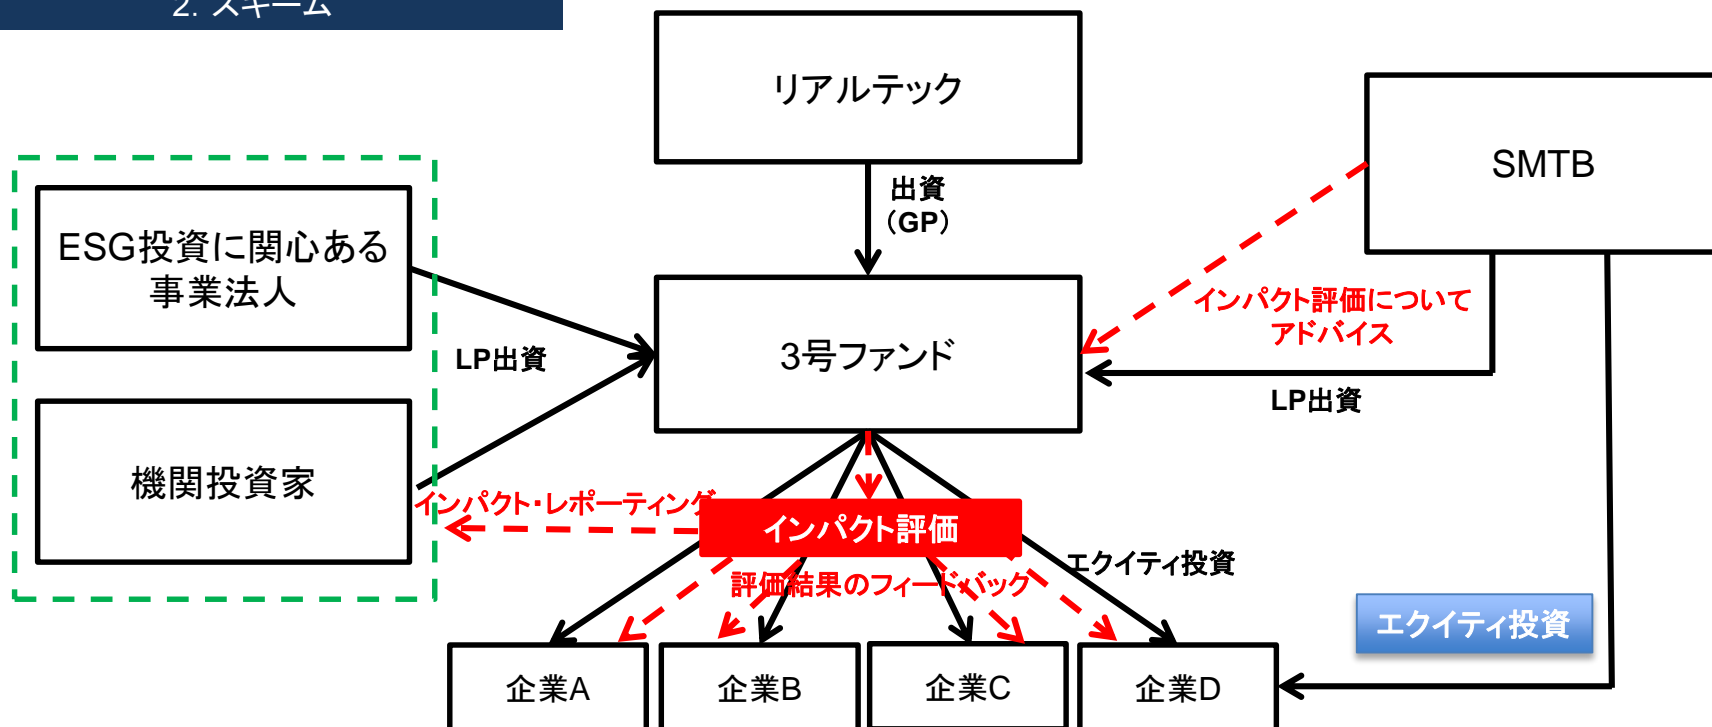 2. スキーム
リアルテック
SMTB
出資
（GP）
ESG投資に関心ある
事業法人
インパクト評価について
アドバイス
3号ファンド
LP出資
LP出資
機関投資家
インパクト・レポーティング
インパクト評価
エクイティ投資
評価結果のフィードバック
エクイティ投資
企業A
企業B
企業C
企業D